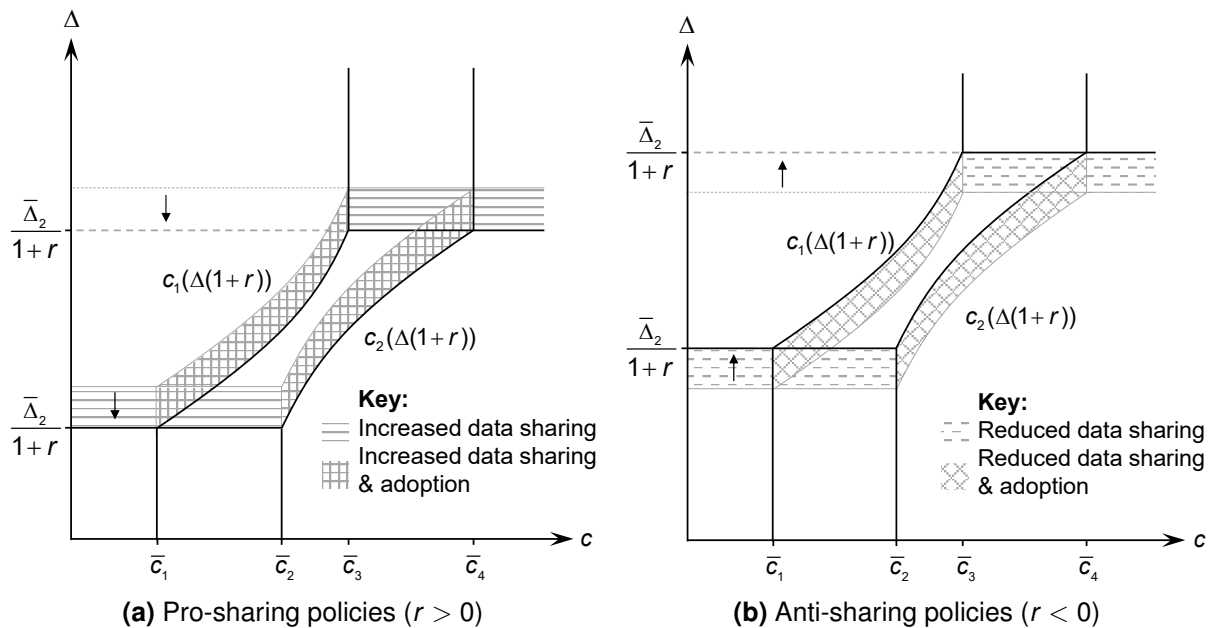 Δ
Δ̅₂
1 + r
c₁(Δ(1 + r))
c₂(Δ(1 + r))
Δ̅₂
1 + r
Key:
Increased data sharing
Increased data sharing
& adoption
c
c̅₁
c̅₂
c̅₃
c̅₄
(a) Pro-sharing policies (r > 0)
Δ
Δ̅₂
1 + r
c₁(Δ(1 + r))
c₂(Δ(1 + r))
Δ̅₂
1 + r
Key:
Reduced data sharing
Reduced data sharing
& adoption
c
c̅₁
c̅₂
c̅₃
c̅₄
(b) Anti-sharing policies (r < 0)